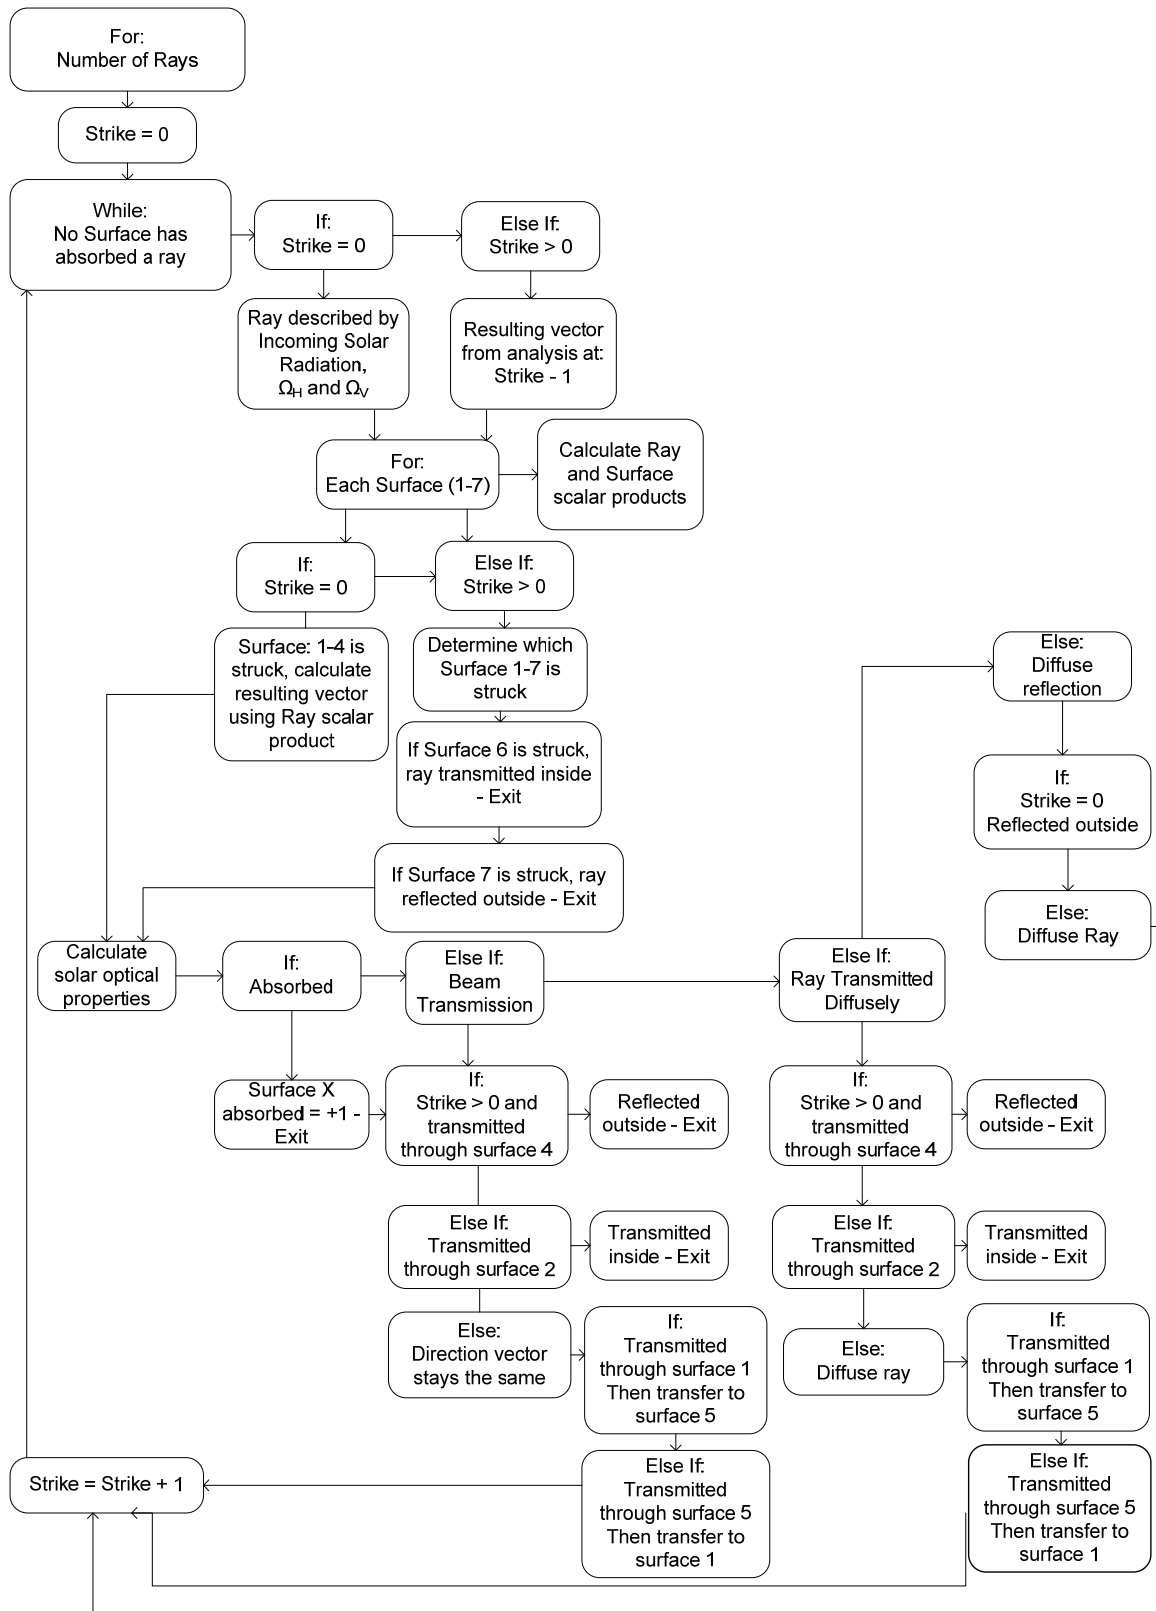 For:
Number of Rays
Strike = 0
While:
No Surface has
absorbed a ray
If:
Strike = 0
Else If:
Strike > 0
Ray described by
Incoming Solar
Radiation,
ΩH and ΩV
Resulting vector
from analysis at:
Strike - 1
For:
Each Surface (1-7)
Calculate Ray
and Surface
scalar products
If:
Strike = 0
Else If:
Strike > 0
Surface: 1-4 is
struck, calculate
resulting vector
using Ray scalar
product
Determine which
Surface 1-7 is
struck
If Surface 6 is struck,
ray transmitted inside
- Exit
If Surface 7 is struck, ray
reflected outside - Exit
Else:
Diffuse
reflection
If:
Strike = 0
Reflected outside
Else:
Diffuse Ray
Calculate
solar optical
properties
If:
Absorbed
Else If:
Beam
Transmission
Else If:
Ray Transmitted
Diffusely
Surface X
absorbed = +1 -
Exit
If:
Strike > 0 and
transmitted
through surface 4
Reflected
outside - Exit
If:
Strike > 0 and
transmitted
through surface 4
Reflected
outside - Exit
Else If:
Transmitted
through surface 2
Transmitted
inside - Exit
Else If:
Transmitted
through surface 2
Transmitted
inside - Exit
Else:
Direction vector
stays the same
If:
Transmitted
through surface 1
Then transfer to
surface 5
Else:
Diffuse ray
If:
Transmitted
through surface 1
Then transfer to
surface 5
Strike = Strike + 1
Else If:
Transmitted
through surface 5
Then transfer to
surface 1
Else If:
Transmitted
through surface 5
Then transfer to
surface 1